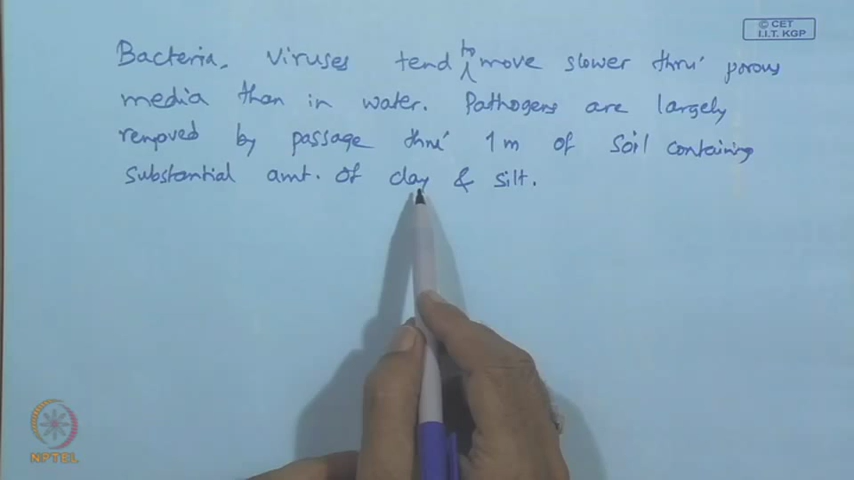 © CET
I.I.T. KGP
Bacteria, viruses tend to move slower thru' porous
media than in water. Pathogens are largely
removed by passage thru' 1 m of soil containing
substantial amt. of clay & silt.
NPTEL